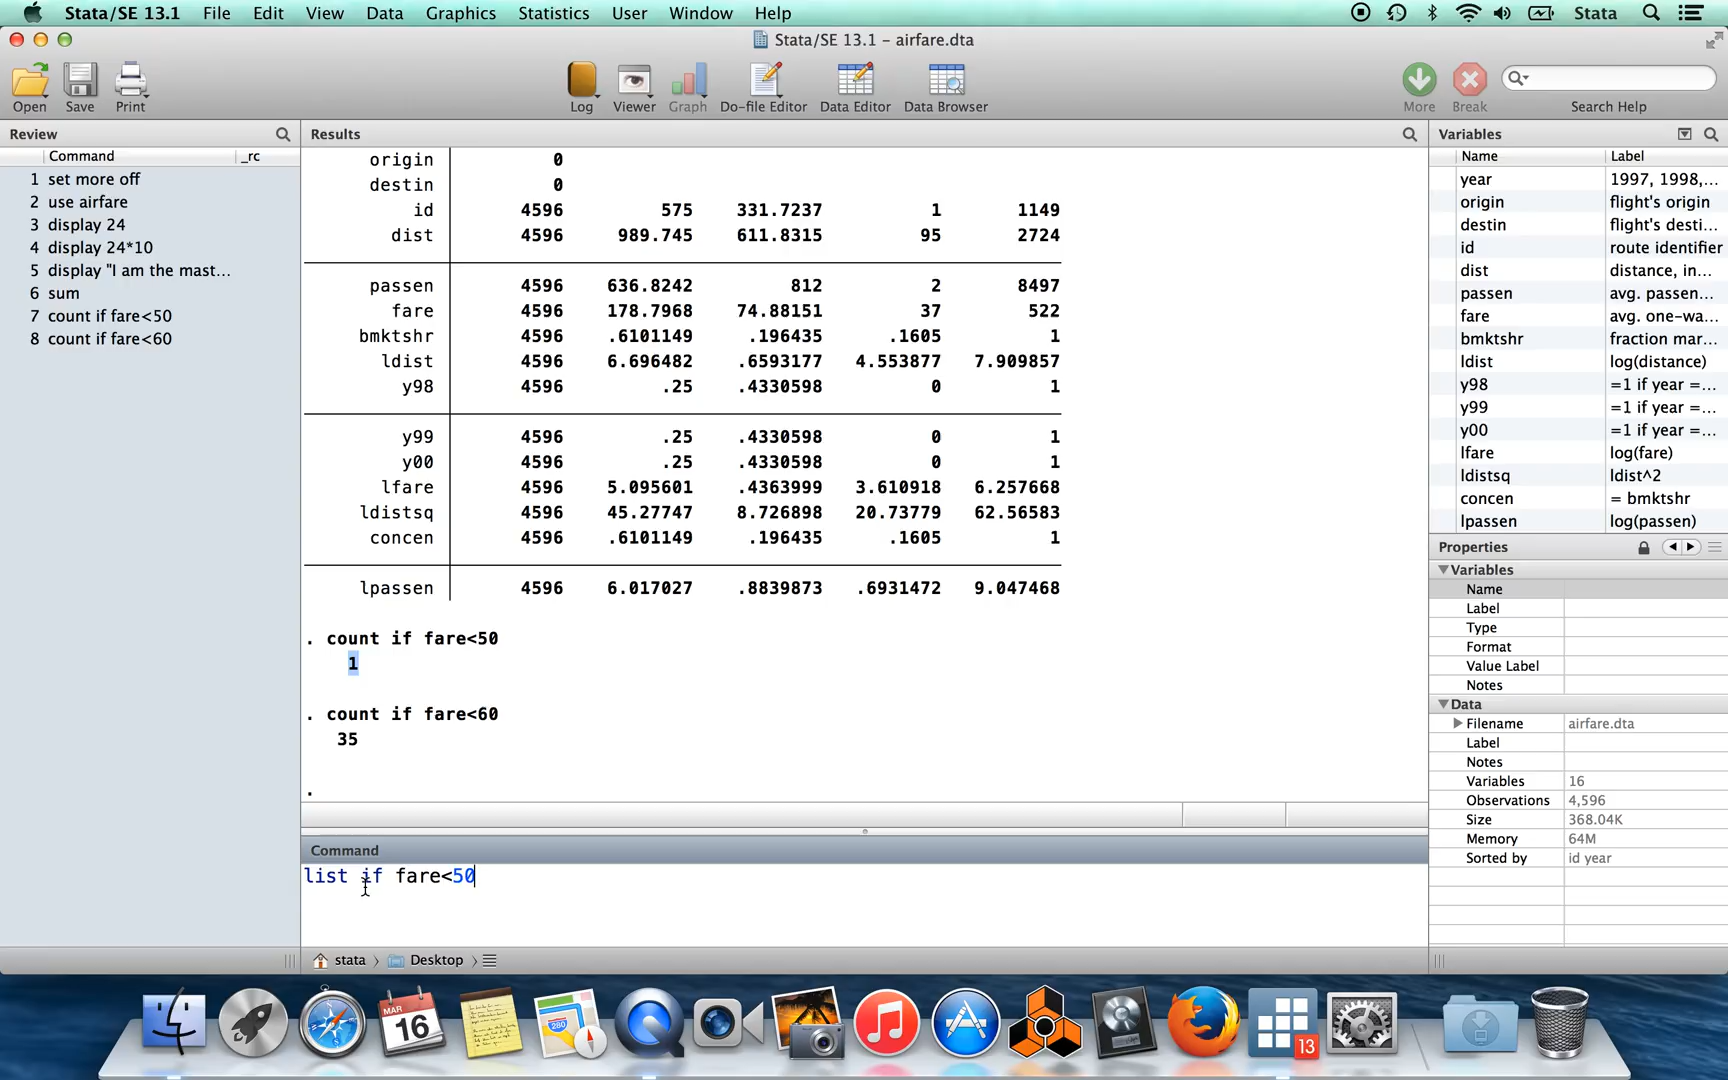 Stata/SE 13.1 File Edit View Data Graphics Statistics User Window Help Stata
Stata/SE 13.1 – airfare.dta
Open Save Print Log Viewer Graph Do-file Editor Data Editor Data Browser More Break Search Help
Review
Command _rc
1 set more off
2 use airfare
3 display 24
4 display 24*10
5 display "I am the mast...
6 sum
7 count if fare<50
8 count if fare<60
Results
origin 0
destin 0
id 4596 575 331.7237 1 1149
dist 4596 989.745 611.8315 95 2724
passen 4596 636.8242 812 2 8497
fare 4596 178.7968 74.88151 37 522
bmktshr 4596 .6101149 .196435 .1605 1
ldist 4596 6.696482 .6593177 4.553877 7.909857
y98 4596 .25 .4330598 0 1
y99 4596 .25 .4330598 0 1
y00 4596 .25 .4330598 0 1
lfare 4596 5.095601 .4363999 3.610918 6.257668
ldistsq 4596 45.27747 8.726898 20.73779 62.56583
concen 4596 .6101149 .196435 .1605 1
lpassen 4596 6.017027 .8839873 .6931472 9.047468
. count if fare<50
1
. count if fare<60
35
.
Command
list if fare<50
stata Desktop
Variables
Name Label
year 1997, 1998,...
origin flight's origin
destin flight's desti...
id route identifier
dist distance, in...
passen avg. passen...
fare avg. one-wa...
bmktshr fraction mar...
ldist log(distance)
y98 =1 if year =...
y99 =1 if year =...
y00 =1 if year =...
lfare log(fare)
ldistsq ldist^2
concen = bmktshr
lpassen log(passen)
Properties
Variables
Name
Label
Type
Format
Value Label
Notes
Data
Filename airfare.dta
Label
Notes
Variables 16
Observations 4,596
Size 368.04K
Memory 64M
Sorted by id year
MAR
16
280
13